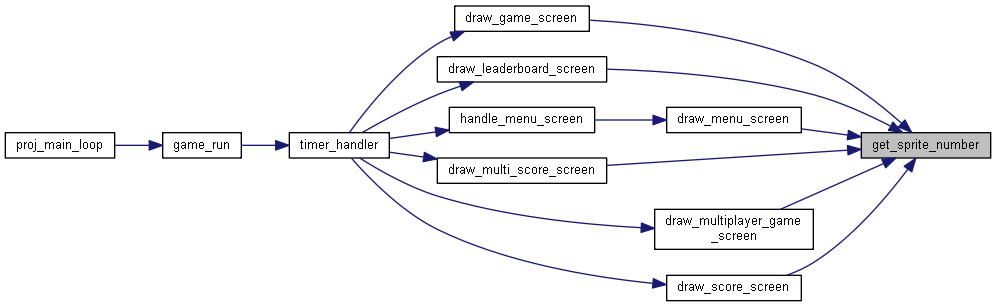 draw_game_screen
draw_leaderboard_screen
handle_menu_screen
draw_menu_screen
proj_main_loop
game_run
timer_handler
get_sprite_number
draw_multi_score_screen
draw_multiplayer_game
_screen
draw_score_screen